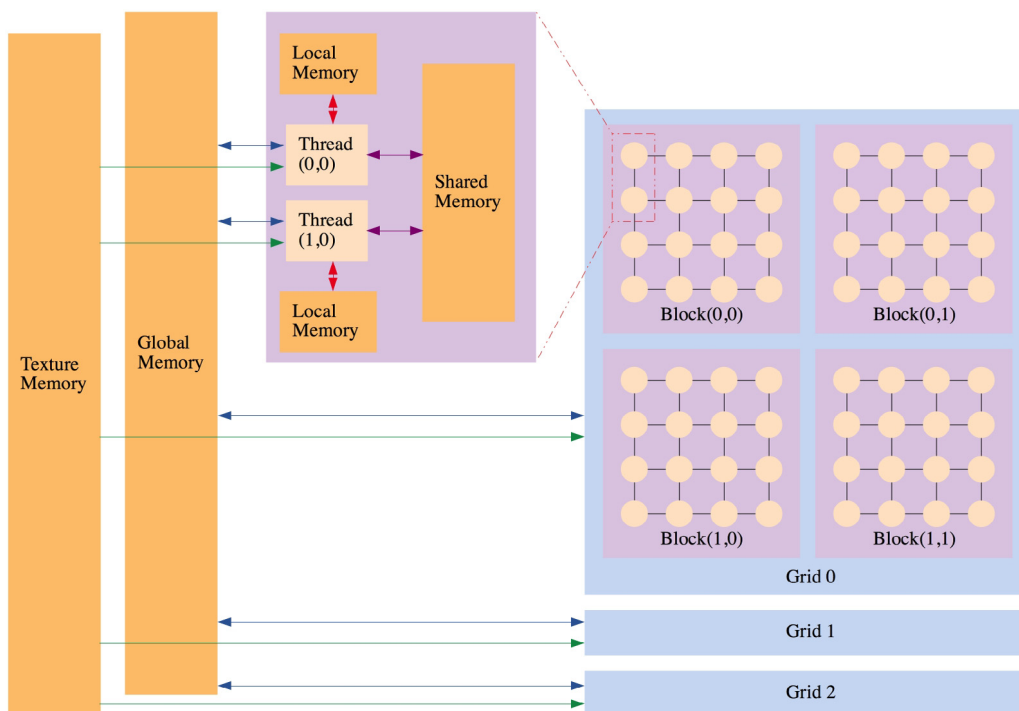 Texture
Memory
Global
Memory
Local
Memory
Thread
(0,0)
Thread
(1,0)
Local
Memory
Shared
Memory
Block(0,0)
Block(0,1)
Block(1,0)
Block(1,1)
Grid 0
Grid 1
Grid 2